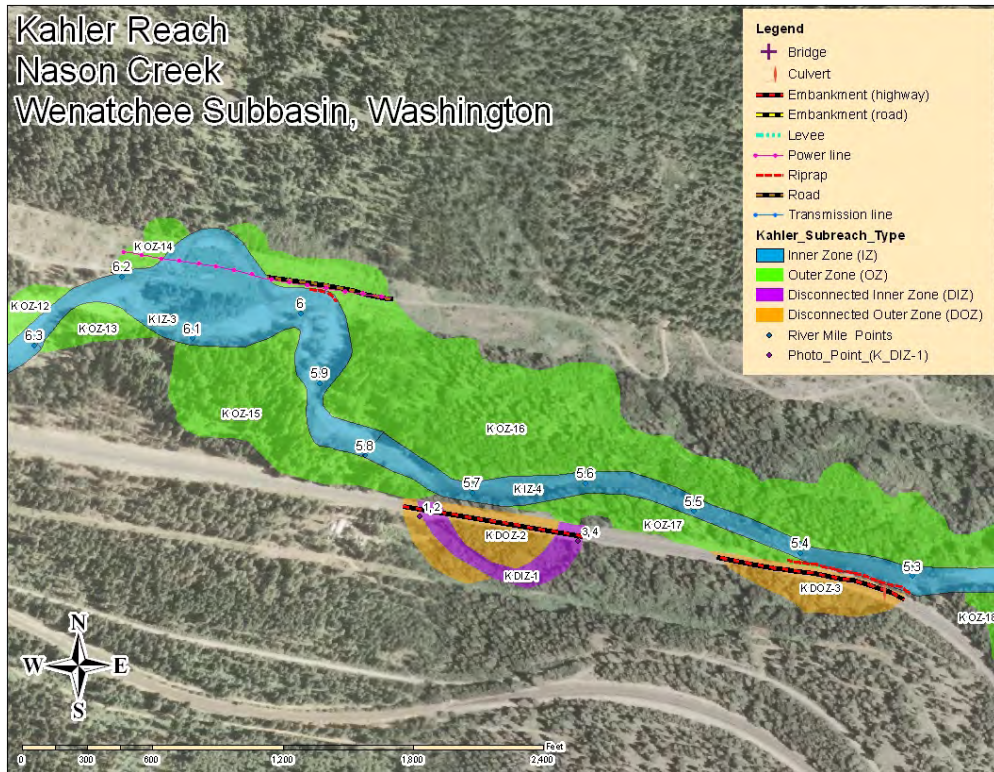 Kahler Reach
Nason Creek
Wenatchee Subbasin, Washington
Legend
Bridge
Culvert
Embankment (highway)
Embankment (road)
Levee
Power line
Riprap
Road
Transmission line
Kahler_Subreach_Type
Inner Zone (IZ)
Outer Zone (OZ)
Disconnected Inner Zone (DIZ)
Disconnected Outer Zone (DOZ)
River Mile Points
Photo_Point_(K_DIZ-1)
K OZ-14
6.2
K OZ-12
6.3
K OZ-13
K IZ-3
6.1
6
5.9
K OZ-15
5.8
K OZ-16
5.7
5.6
K IZ-4
5.5
K OZ-17
5.4
5.3
1,2
3,4
K DOZ-2
K DIZ-1
K DOZ-3
K OZ-18
N
W E
S
Feet
0 300 600 1,200 1,800 2,400